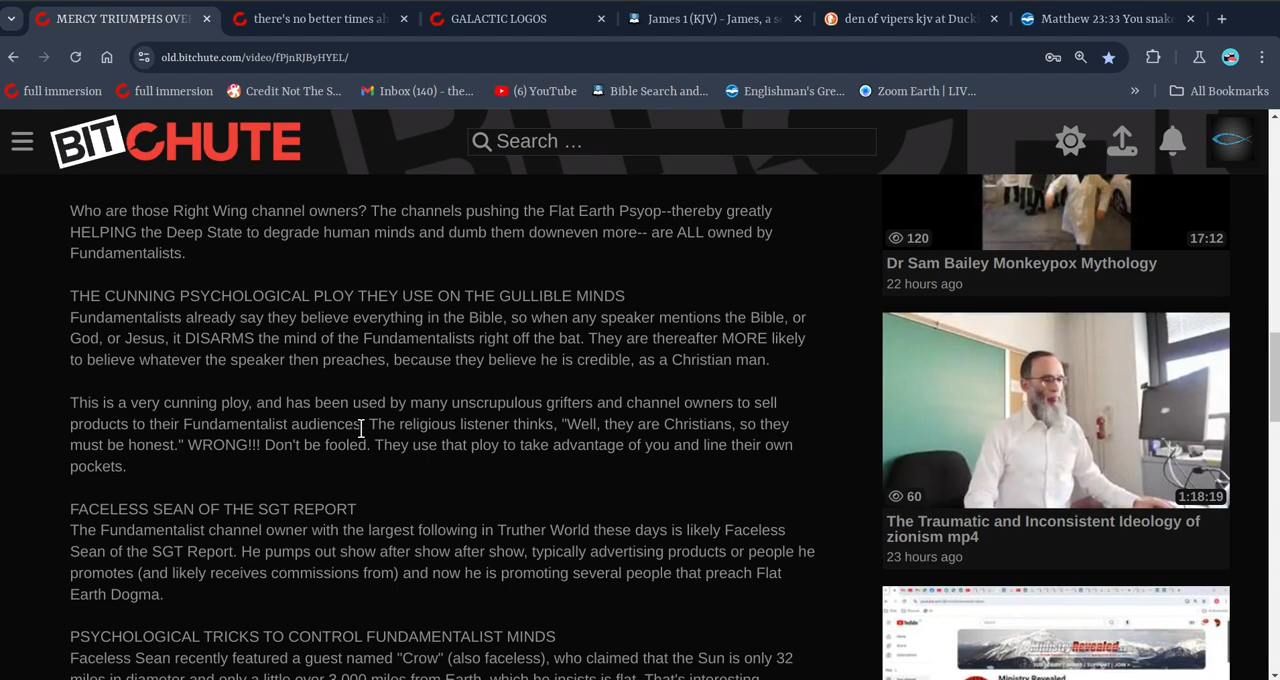 MERCY TRIUMPHS OVE
there's no better times ah
GALACTIC LOGOS
James 1 (KJV) - James, a se
den of vipers kjv at Duck
Matthew 23:33 You snake
old.bitchute.com/video/fPjnRJByHYEL/
full immersion
full immersion
Credit Not The S...
Inbox (140) - the...
(6) YouTube
Bible Search and...
Englishman's Gre...
Zoom Earth | LIV...
All Bookmarks
BITCHUTE
Search ...
Who are those Right Wing channel owners? The channels pushing the Flat Earth Psyop--thereby greatly
HELPING the Deep State to degrade human minds and dumb them downeven more-- are ALL owned by
Fundamentalists.
THE CUNNING PSYCHOLOGICAL PLOY THEY USE ON THE GULLIBLE MINDS
Fundamentalists already say they believe everything in the Bible, so when any speaker mentions the Bible, or
God, or Jesus, it DISARMS the mind of the Fundamentalists right off the bat. They are thereafter MORE likely
to believe whatever the speaker then preaches, because they believe he is credible, as a Christian man.
This is a very cunning ploy, and has been used by many unscrupulous grifters and channel owners to sell
products to their Fundamentalist audiences. The religious listener thinks, "Well, they are Christians, so they
must be honest." WRONG!!! Don't be fooled. They use that ploy to take advantage of you and line their own
pockets.
FACELESS SEAN OF THE SGT REPORT
The Fundamentalist channel owner with the largest following in Truther World these days is likely Faceless
Sean of the SGT Report. He pumps out show after show after show, typically advertising products or people he
promotes (and likely receives commissions from) and now he is promoting several people that preach Flat
Earth Dogma.
PSYCHOLOGICAL TRICKS TO CONTROL FUNDAMENTALIST MINDS
Faceless Sean recently featured a guest named "Crow" (also faceless), who claimed that the Sun is only 32
120
17:12
Dr Sam Bailey Monkeypox Mythology
22 hours ago
60
1:18:19
The Traumatic and Inconsistent Ideology of
zionism mp4
23 hours ago
Ministry Revealed
Ministry Revealed